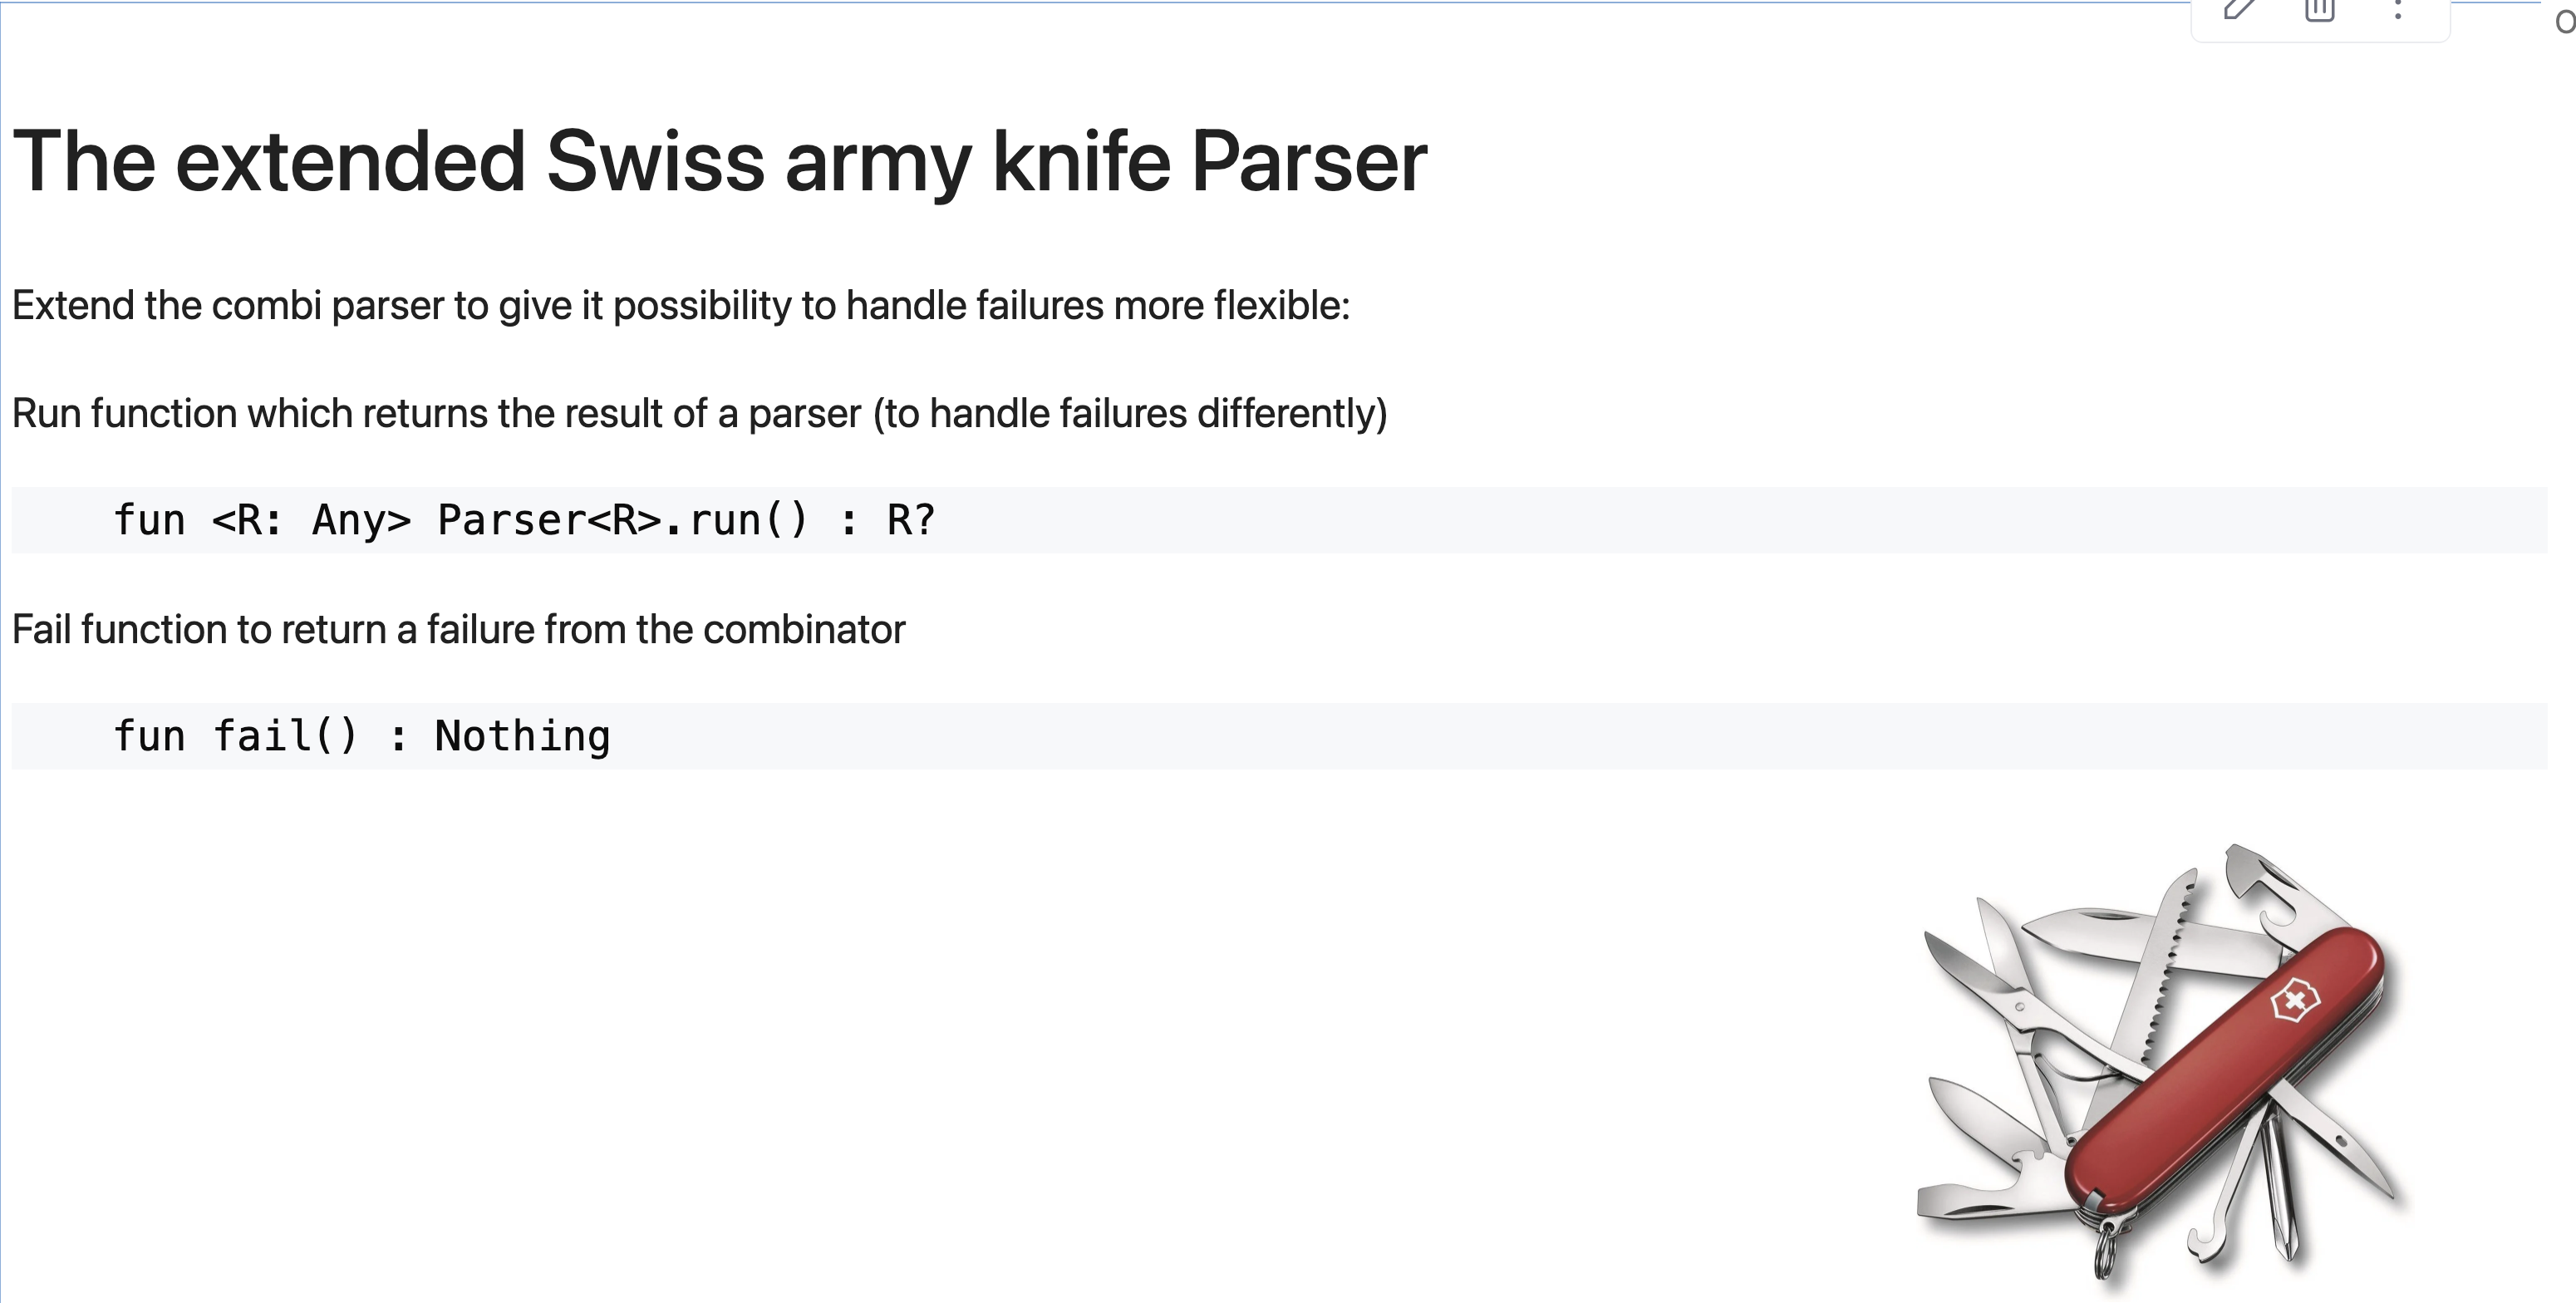 The extended Swiss army knife Parser
Extend the combi parser to give it possibility to handle failures more flexible:
Run function which returns the result of a parser (to handle failures differently)
fun <R: Any> Parser<R>.run() : R?
Fail function to return a failure from the combinator
fun fail() : Nothing